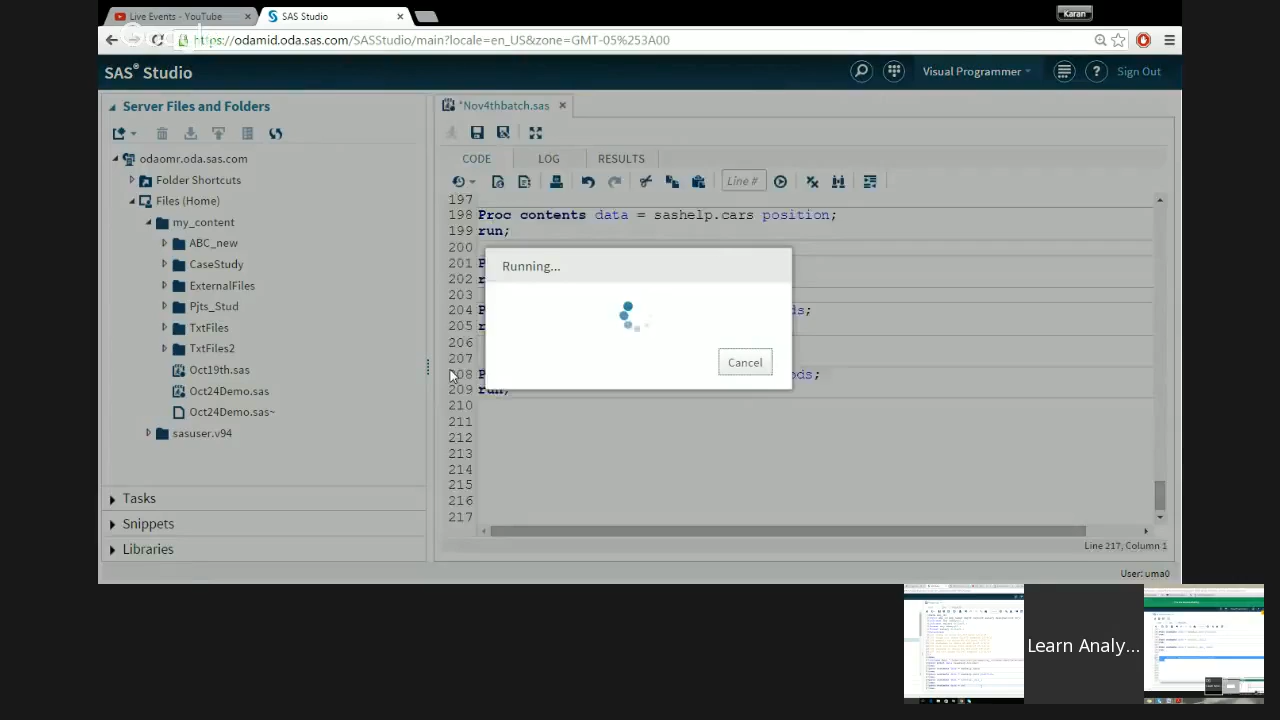 Live Events - YouTube
SAS Studio
Karan
https://odamid.oda.sas.com/SASStudio/main?locale=en_US&zone=GMT-05%253A00
SAS® Studio
Visual Programmer
Sign Out
Server Files and Folders
*Nov4thbatch.sas
CODE
LOG
RESULTS
Line #
odaomr.oda.sas.com
Folder Shortcuts
Files (Home)
my_content
ABC_new
CaseStudy
ExternalFiles
Pjts_Stud
TxtFiles
TxtFiles2
Oct19th.sas
Oct24Demo.sas
Oct24Demo.sas~
sasuser.v94
Tasks
Snippets
Libraries
197
198 Proc contents data = sashelp.cars position;
199 run;
200
201
202
203
204 ds;
205
206
207
208 ds;
209 run;
210
211
212
213
214
215
216
217
Running...
Cancel
Line 217, Column 1
User: uma0